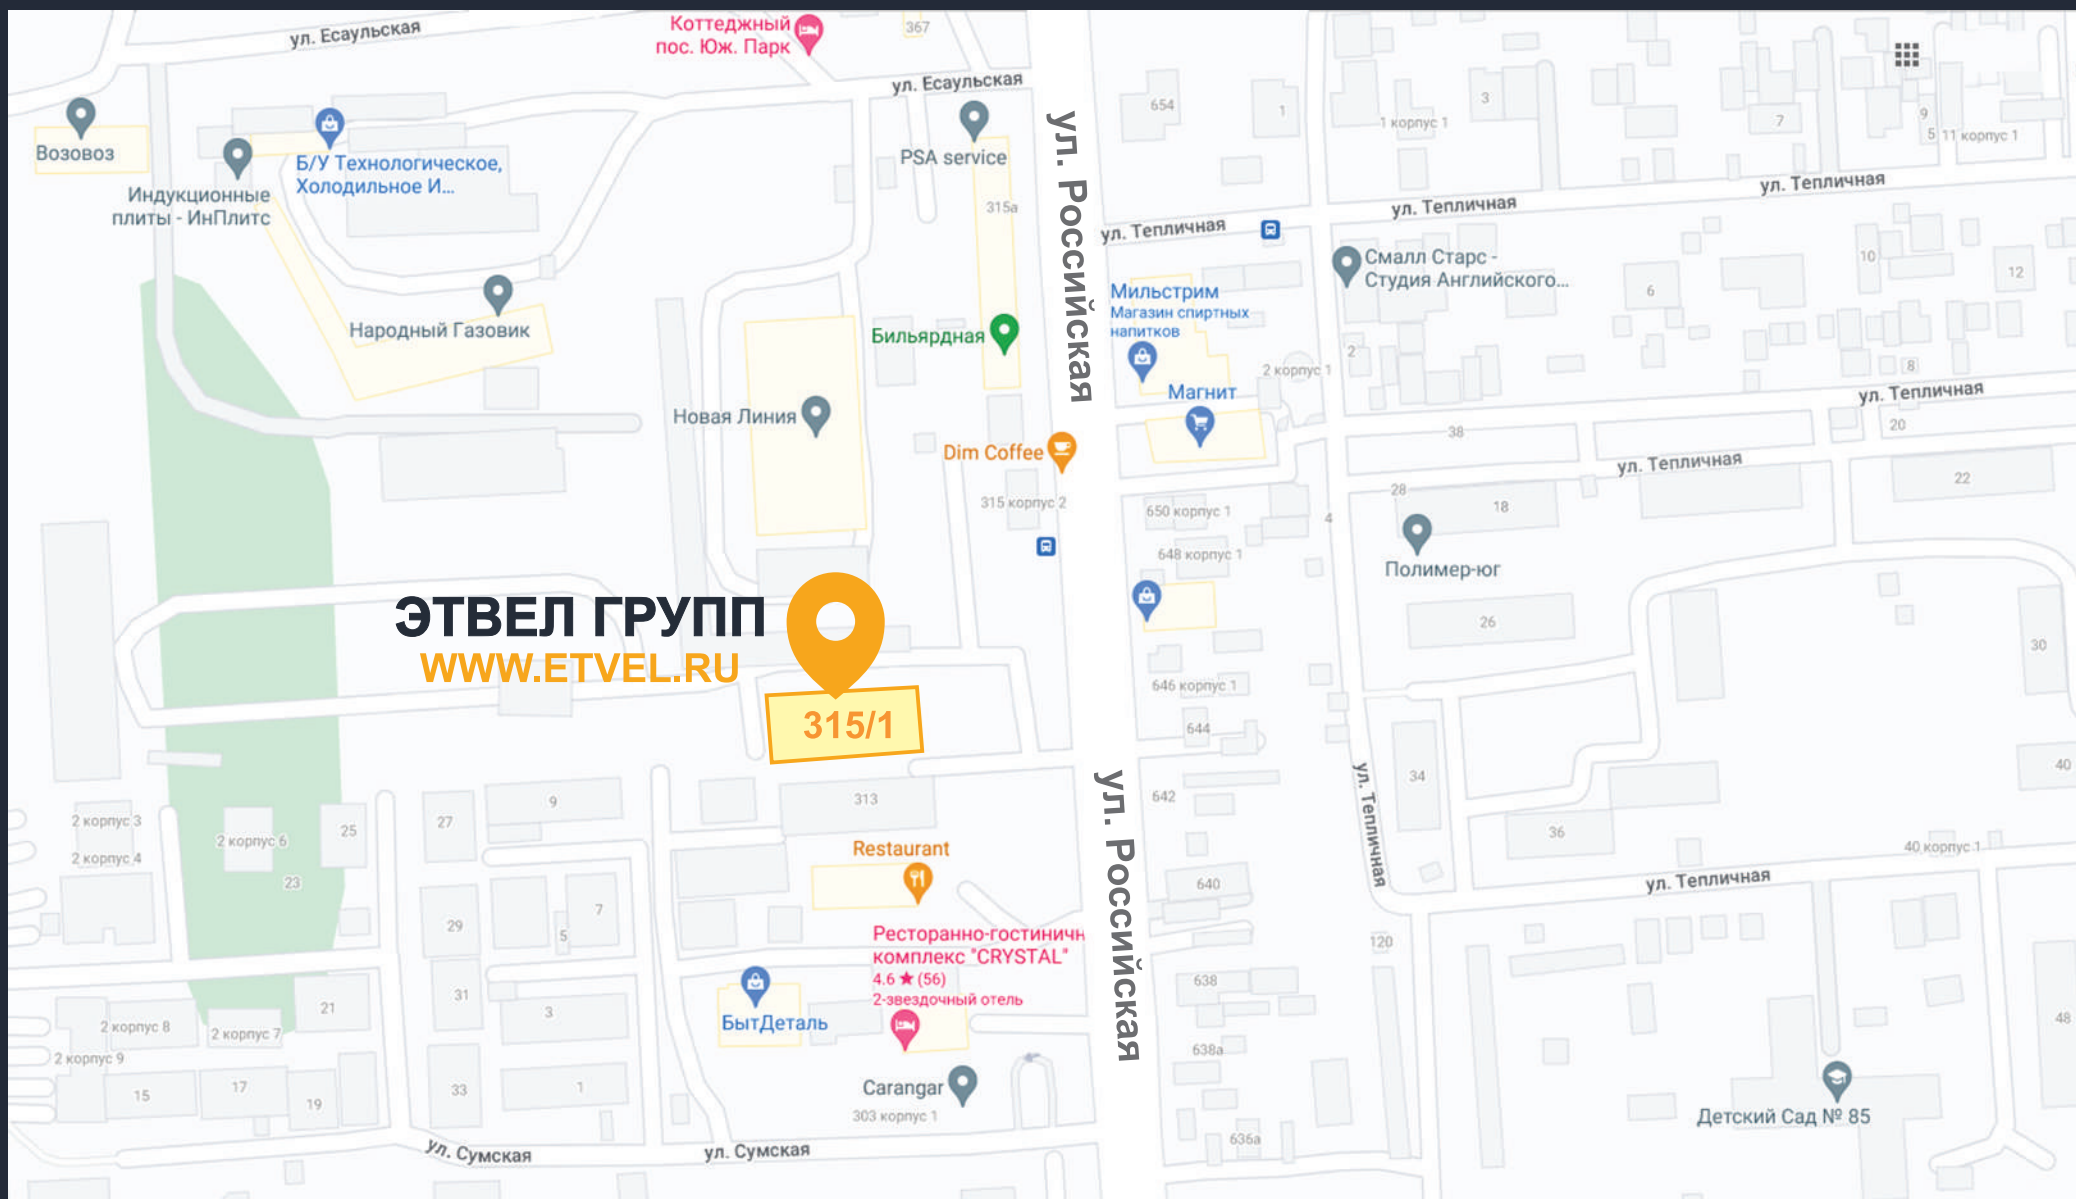 ул. Есаульская
Коттеджный
пос. Юж. Парк
367
ул. Есаульская
654
1
1 корпус 1
3
7
9
5
11 корпус 1
Возовоз
Индукционные
плиты - ИнПлитс
Б/У Технологическое,
Холодильное И...
PSA service
315а
ул. Российская
ул. Тепличная
ул. Тепличная
ул. Тепличная
Смалл Старс -
Студия Английского...
6
10
12
Народный Газовик
Бильярдная
Мильстрим
Магазин спиртных
напитков
2
2 корпус 1
8
Магнит
ул. Тепличная
Новая Линия
38
20
Dim Coffee
ул. Тепличная
315 корпус 2
28
18
22
650 корпус 1
4
648 корпус 1
Полимер-юг
ЭТВЕЛ ГРУПП
WWW.ETVEL.RU
26
30
646 корпус 1
315/1
644
ул. Российская
ул. Тепличная
34
40
642
9
313
2 корпус 3
27
25
2 корпус 6
2 корпус 4
36
40 корпус 1
Restaurant
23
640
ул. Тепличная
7
29
5
Ресторанно-гостиничн
комплекс "CRYSTAL"
4.6 ★ (56)
2-звездочный отель
120
638
31
21
3
БытДеталь
2 корпус 8
2 корпус 7
48
638а
2 корпус 9
15
17
19
33
1
Carangar
303 корпус 1
Детский Сад № 85
636а
ул. Сумская
ул. Сумская